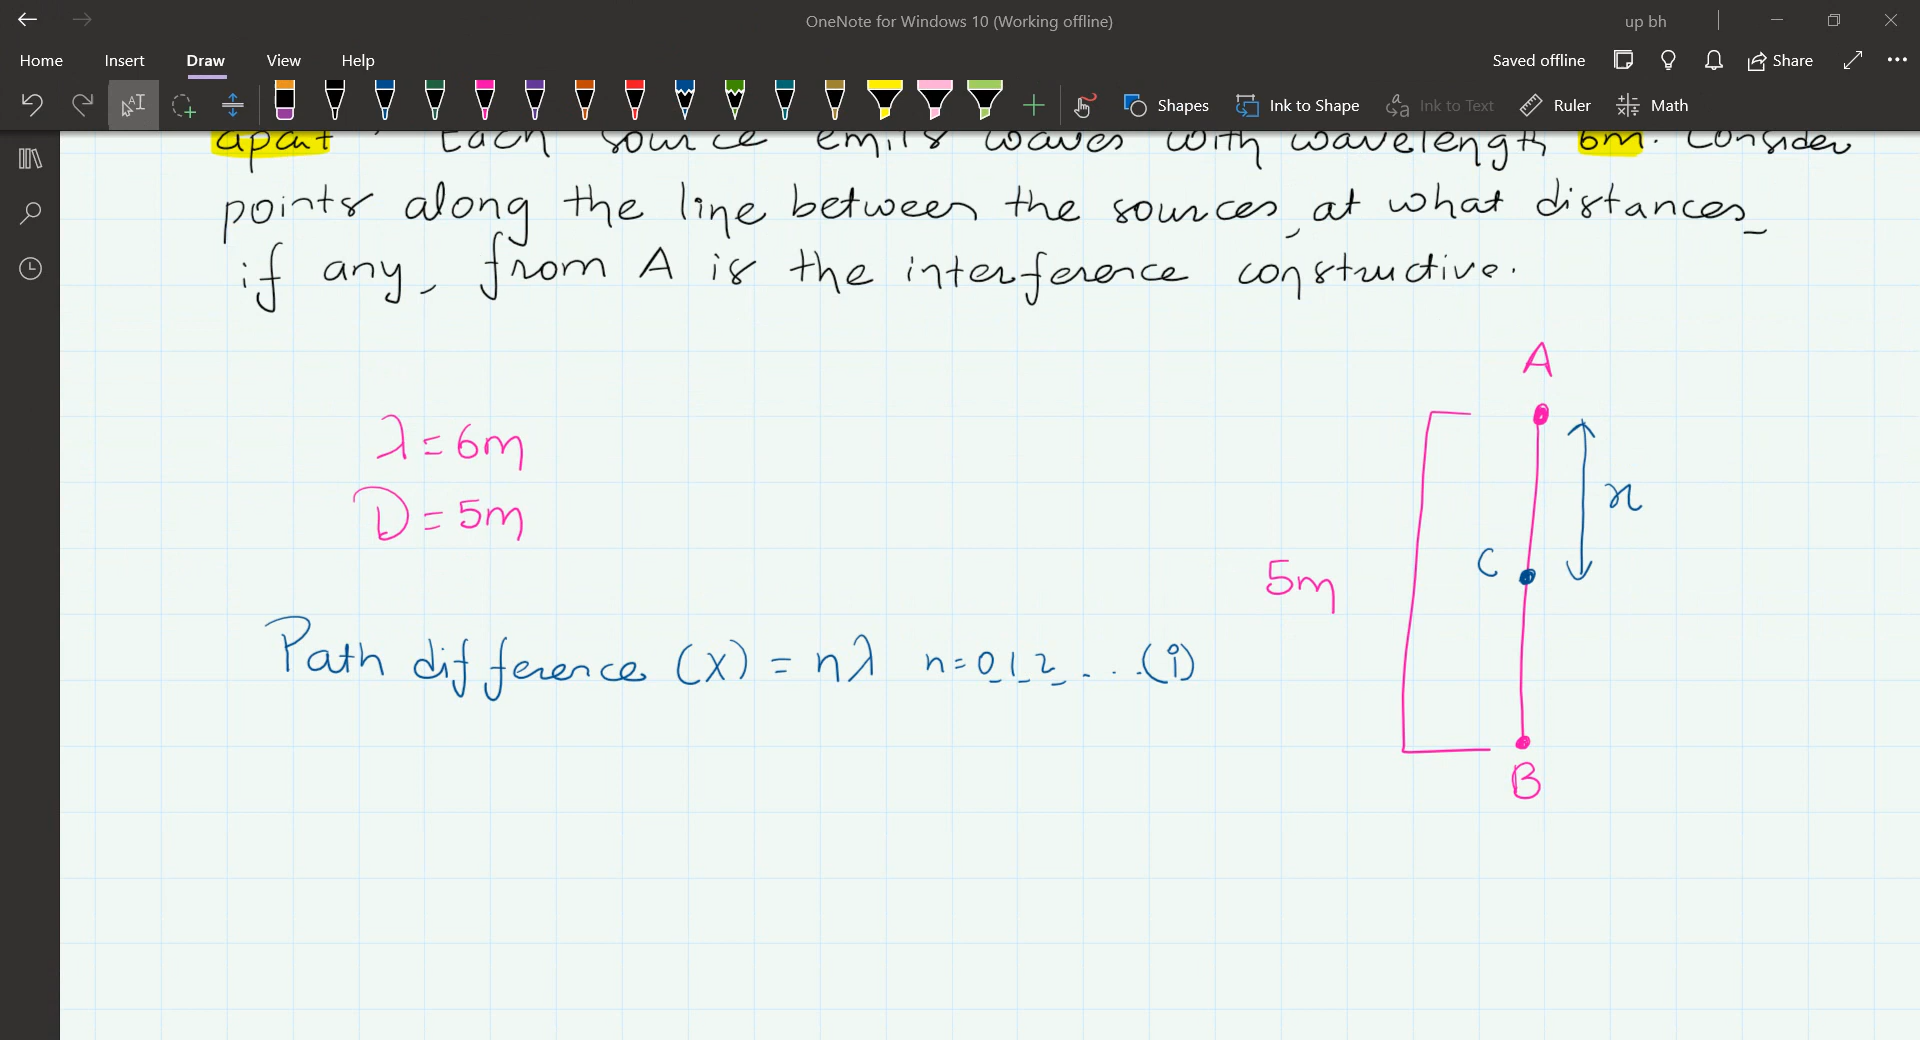 OneNote for Windows 10 (Working offline)
up bh
Home Insert Draw View Help
Saved offline
Share
Shapes
Ink to Shape
Ink to Text
Ruler
Math
apart. Each source emits waves with wavelength 6m. Consider
points along the line between the sources, at what distances,
if any, from A is the interference constructive.
λ = 6m
D = 5m
Path difference (x) = nλ n = 0, 1, 2, . . . (i)
A
x
C
5m
B